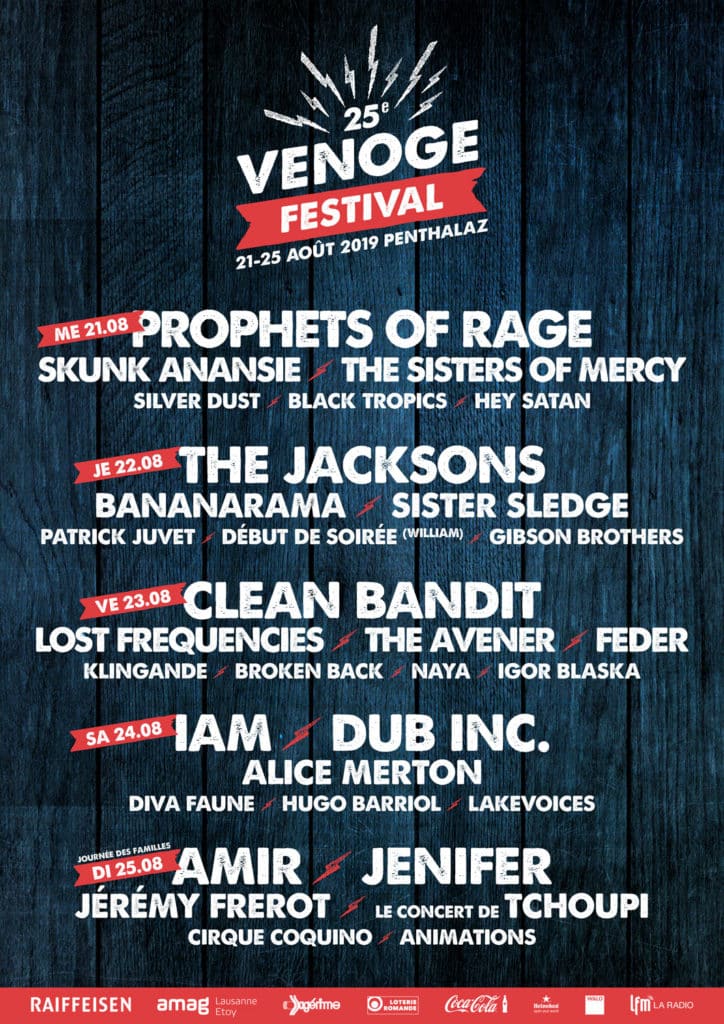 25e
VENOGE
FESTIVAL
21-25 AOÛT 2019 PENTHALAZ
ME 21.08 PROPHETS OF RAGE
SKUNK ANANSIE THE SISTERS OF MERCY
SILVER DUST BLACK TROPICS HEY SATAN
JE 22.08 THE JACKSONS
BANANARAMA SISTER SLEDGE
PATRICK JUVET DÉBUT DE SOIRÉE (WILLIAM) GIBSON BROTHERS
VE 23.08 CLEAN BANDIT
LOST FREQUENCIES THE AVENER FEDER
KLINGANDE BROKEN BACK NAYA IGOR BLASKA
SA 24.08 IAM DUB INC.
ALICE MERTON
DIVA FAUNE HUGO BARRIOL LAKEVOICES
JOURNÉE DES FAMILLES
DI 25.08 AMIR JENIFER
JÉRÉMY FREROT LE CONCERT DE TCHOUPI
CIRQUE COQUINO ANIMATIONS
RAIFFEISEN amag Lausanne Etoy LOTERIE ROMANDE Coca-Cola Heineken WALO lfm LA RADIO